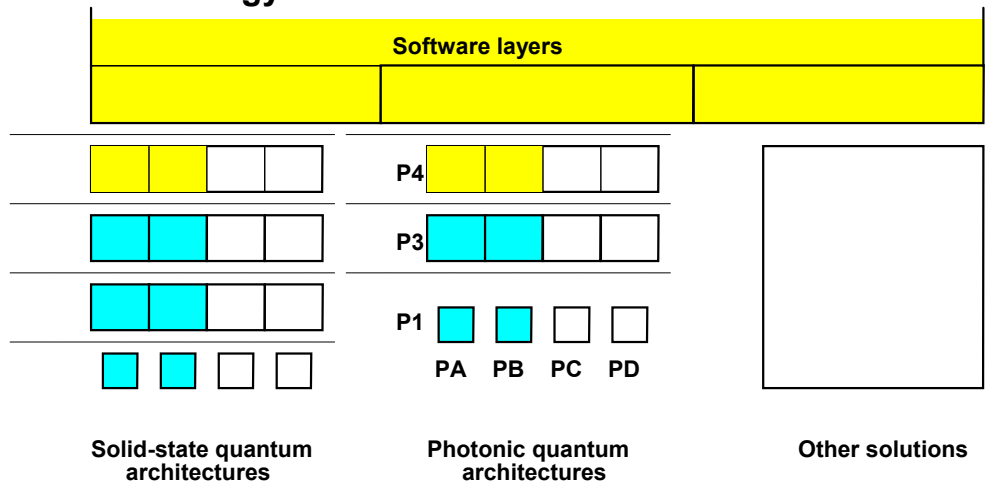 Software layers
P4
P3
P1
PA PB PC PD
Solid-state quantum
architectures
Photonic quantum
architectures
Other solutions